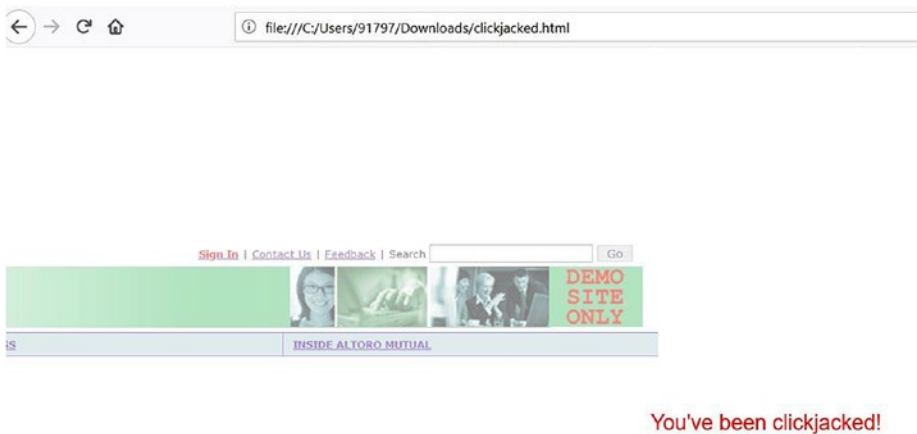 file:///C:/Users/91797/Downloads/clickjacked.html
Sign In | Contact Us | Feedback | Search Go
DEMO
SITE
ONLY
SS INSIDE ALTORO MUTUAL
You've been clickjacked!